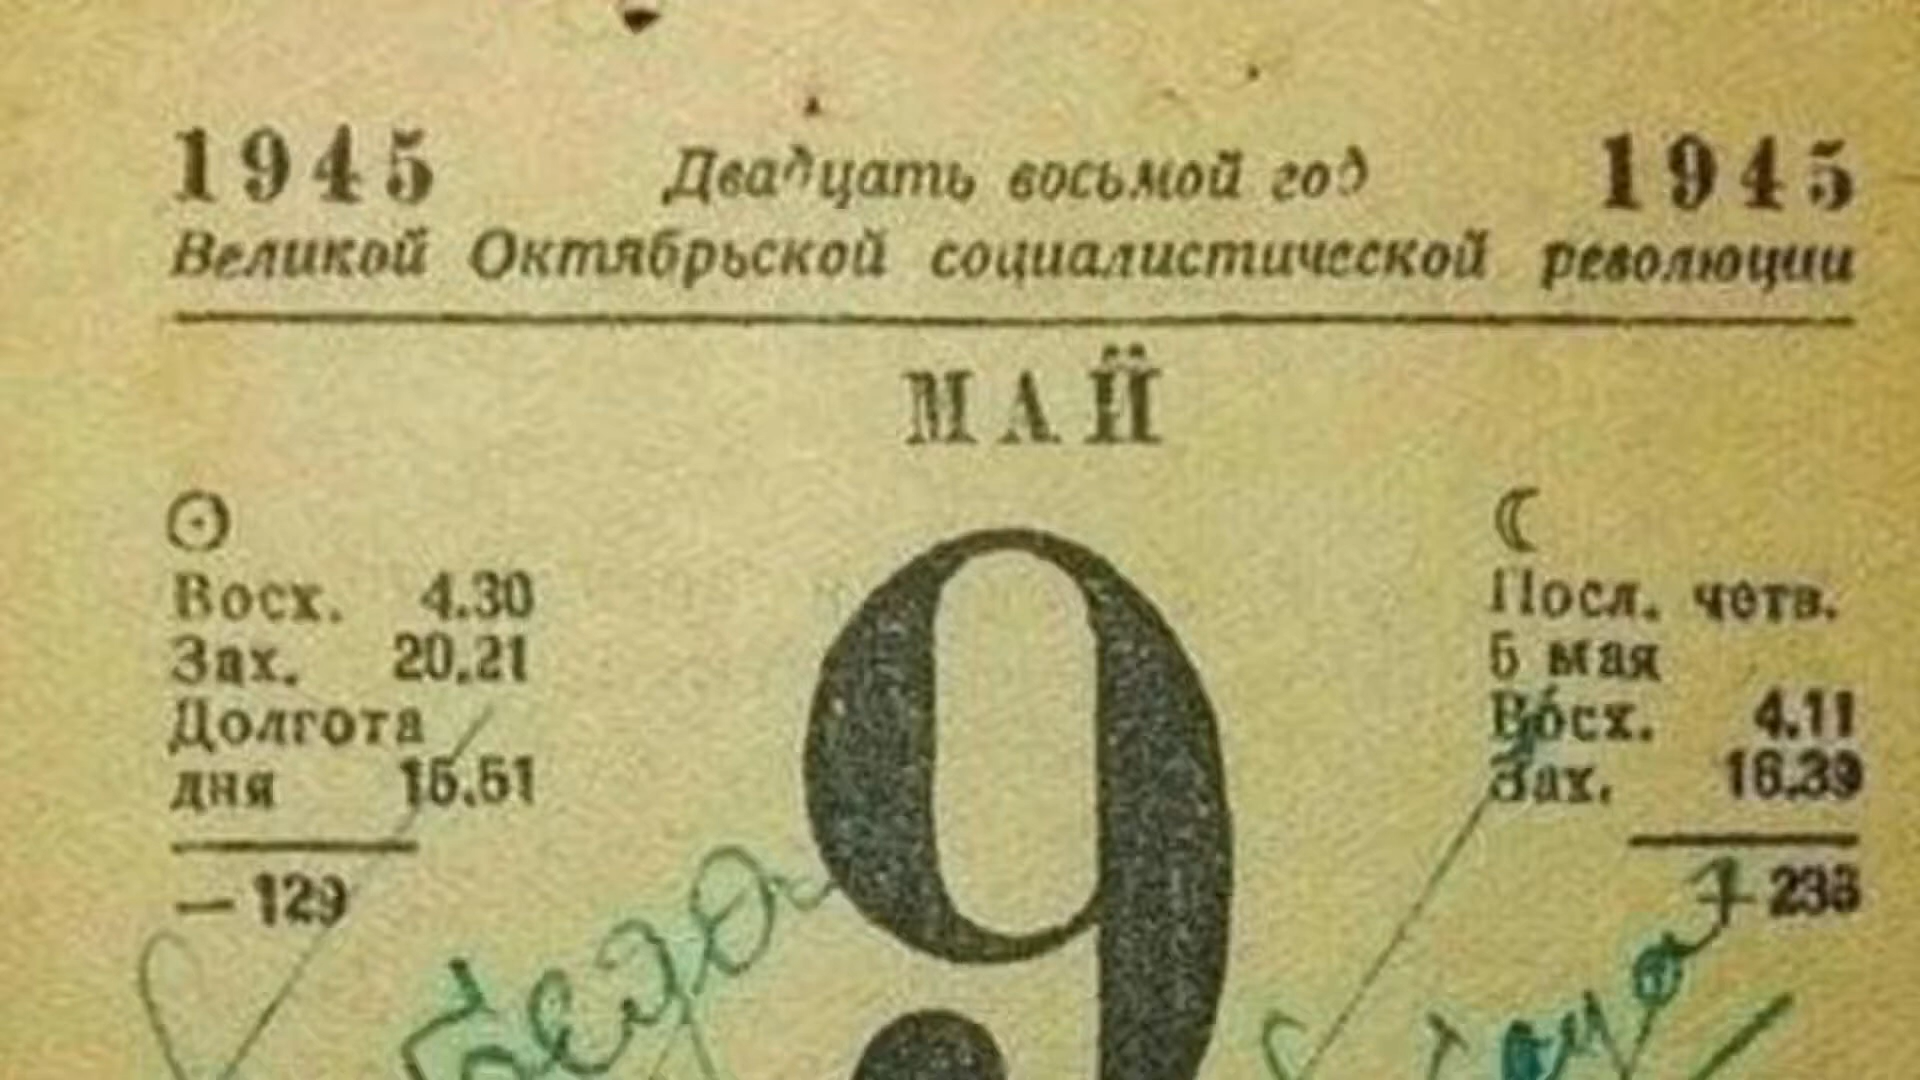 1945 Двадцать восьмой год 1945
Великой Октябрьской социалистической революции
МАЙ
9
Восх. 4.30
Зах. 20.21
Долгота
дня 15.51
— 129
Посл. четв.
5 мая
Восх. 4.11
Зах. 16.39
+ 236